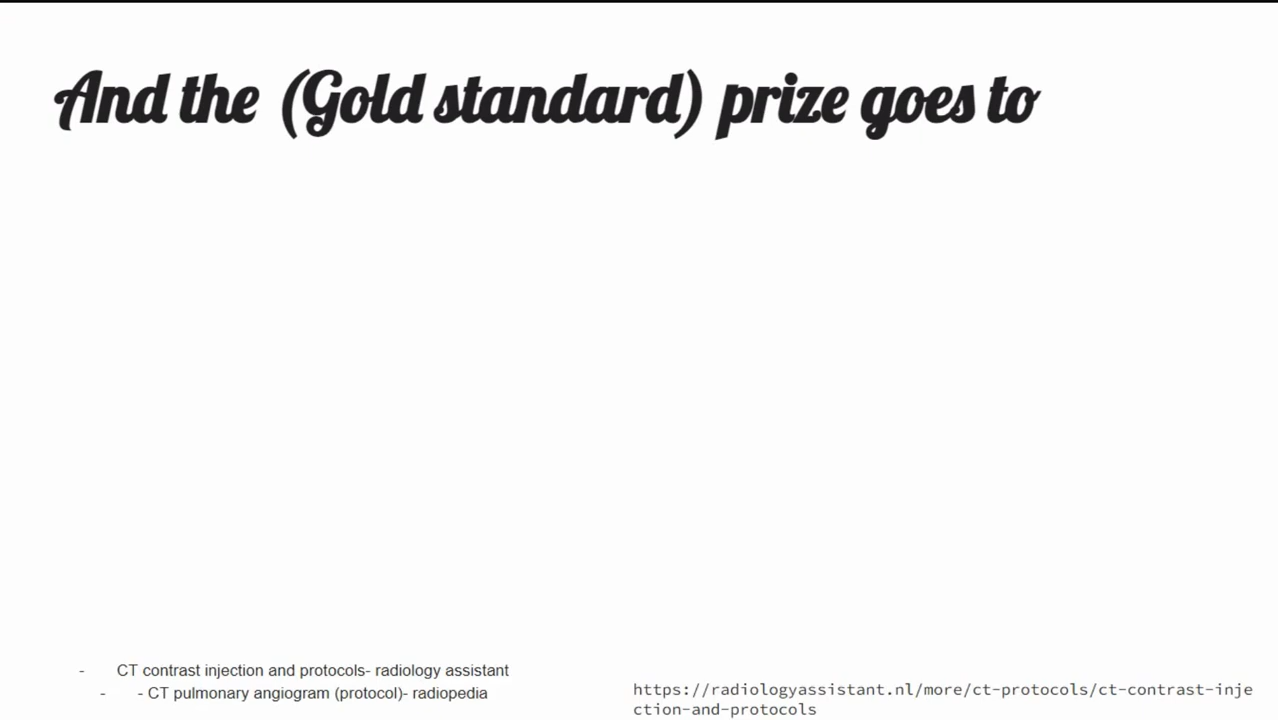 And the (Gold standard) prize goes to
- CT contrast injection and protocols- radiology assistant
- - CT pulmonary angiogram (protocol)- radiopedia
https://radiologyassistant.nl/more/ct-protocols/ct-contrast-inje
ction-and-protocols